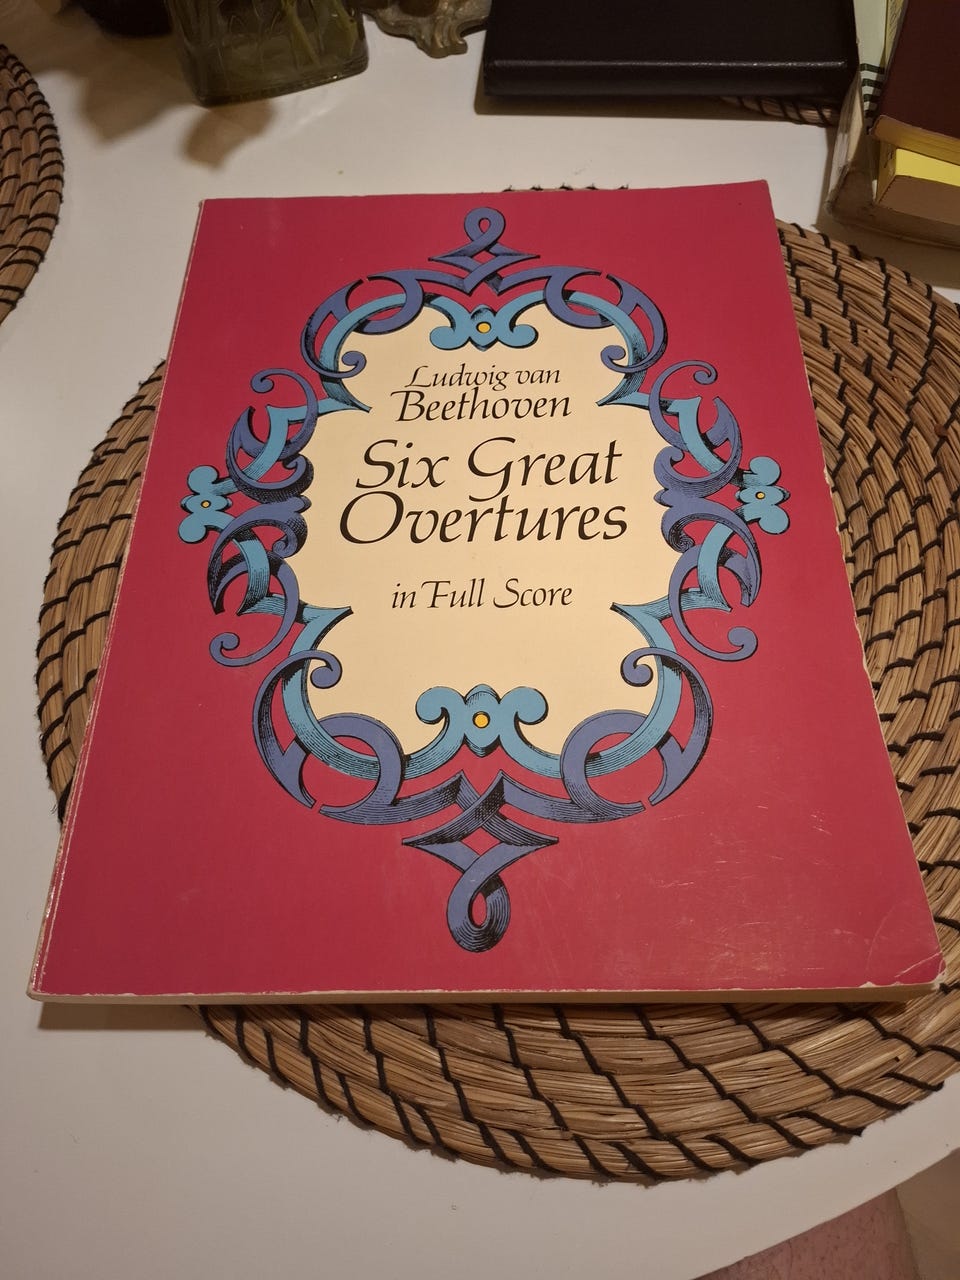 Ludwig van
Beethoven
Six Great
Overtures
in Full Score